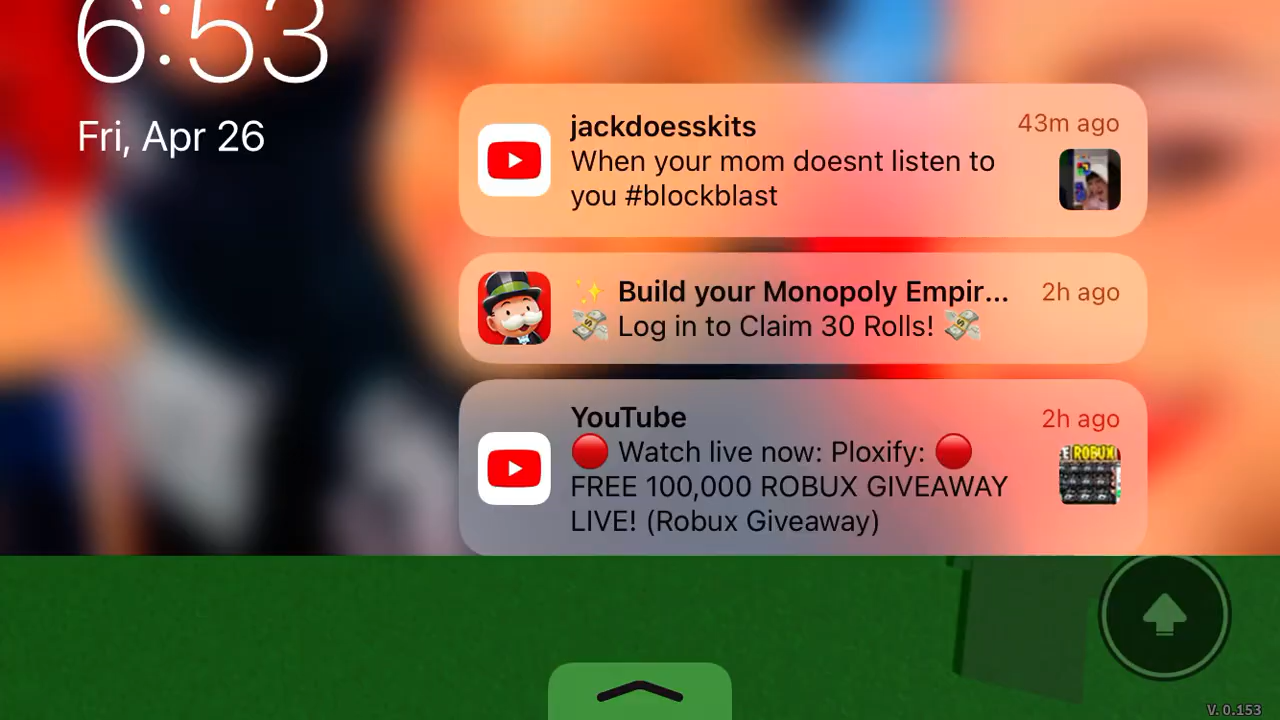 6:53
Fri, Apr 26
jackdoesskits
43m ago
When your mom doesnt listen to
you #blockblast
✨ Build your Monopoly Empir...
2h ago
💸 Log in to Claim 30 Rolls! 💸
YouTube
2h ago
🔴 Watch live now: Ploxify: 🔴
FREE 100,000 ROBUX GIVEAWAY
LIVE! (Robux Giveaway)
E ROBUX
V. 0.153